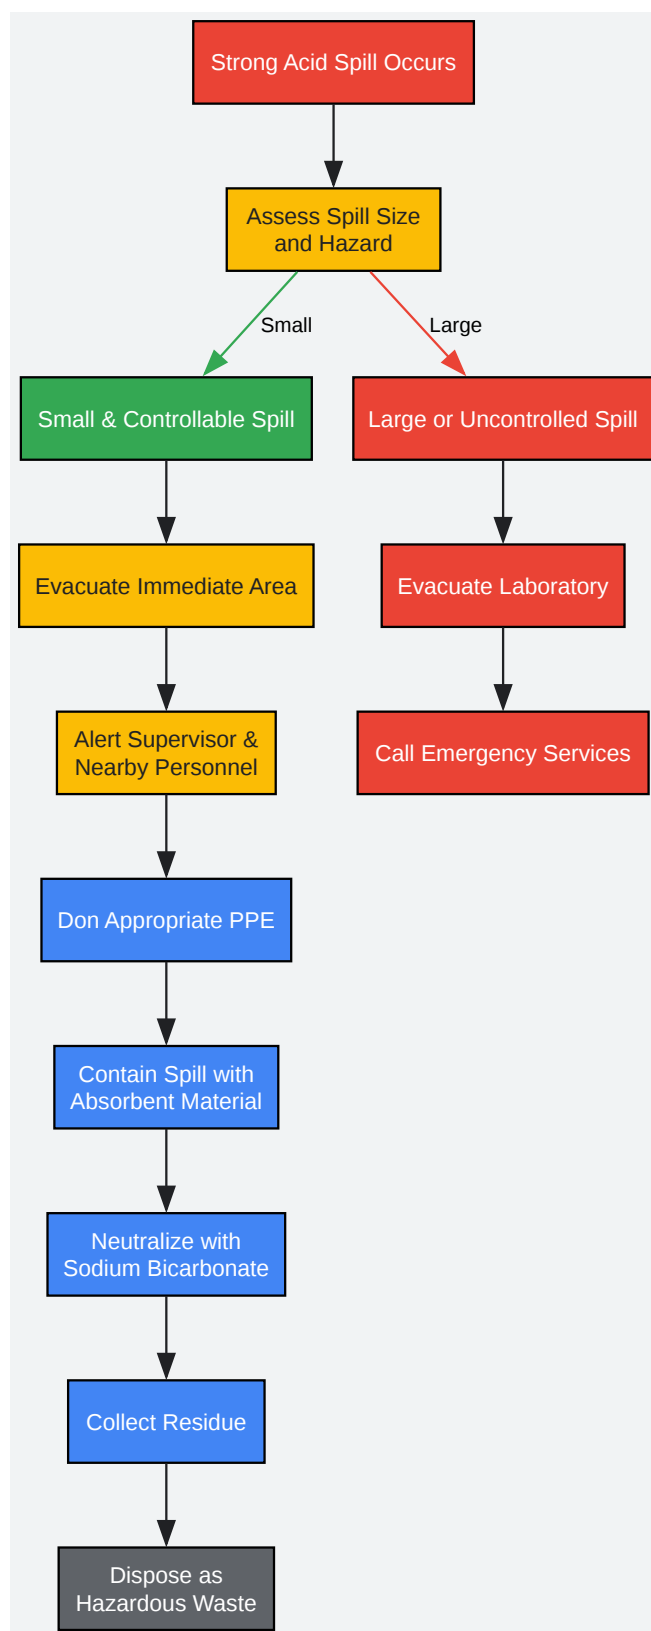 Strong Acid Spill Occurs
Assess Spill Size
and Hazard
Small
Large
Small & Controllable Spill
Large or Uncontrolled Spill
Evacuate Immediate Area
Evacuate Laboratory
Alert Supervisor &
Nearby Personnel
Call Emergency Services
Don Appropriate PPE
Contain Spill with
Absorbent Material
Neutralize with
Sodium Bicarbonate
Collect Residue
Dispose as
Hazardous Waste